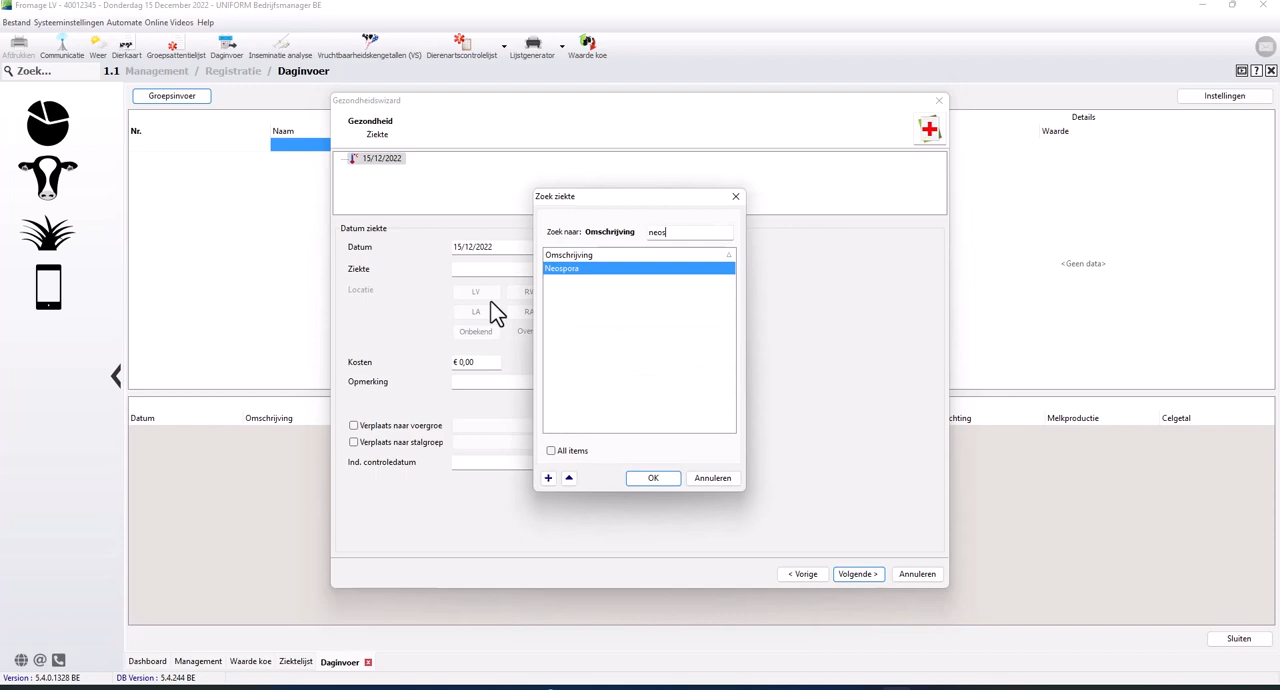 Fromage LV - 40012345 - Donderdag 15 December 2022 - UNIFORM Bedrijfsmanager BE
Bestand Systeeminstellingen Automate Online Videos Help
Afdrukken Communicatie Weer Dierkaart Groepsattentielijst Daginvoer Inseminatie analyse Vruchtbaarheidskengetallen (VS) Dierenartscontrolelijst Lijstgenerator Waarde koe
Zoek... 1.1 Management / Registratie / Daginvoer
Groepsinvoer
Instellingen
Nr. Naam
Details
Waarde
<Geen data>
Gezondheidswizard
Gezondheid
Ziekte
15/12/2022
Datum ziekte
Datum 15/12/2022
Ziekte
Locatie LV
LA
Onbekend
Kosten € 0,00
Opmerking
Verplaats naar voergroe
Verplaats naar stalgroep
Ind. controledatum
Zoek ziekte
Zoek naar: Omschrijving neos
Omschrijving
Neospora
All items
OK Annuleren
< Vorige Volgende > Annuleren
Datum Omschrijving chting Melkproductie Celgetal
Sluiten
Dashboard Management Waarde koe Ziektelijst Daginvoer
Version : 5.4.0.1328 BE DB Version : 5.4.244 BE